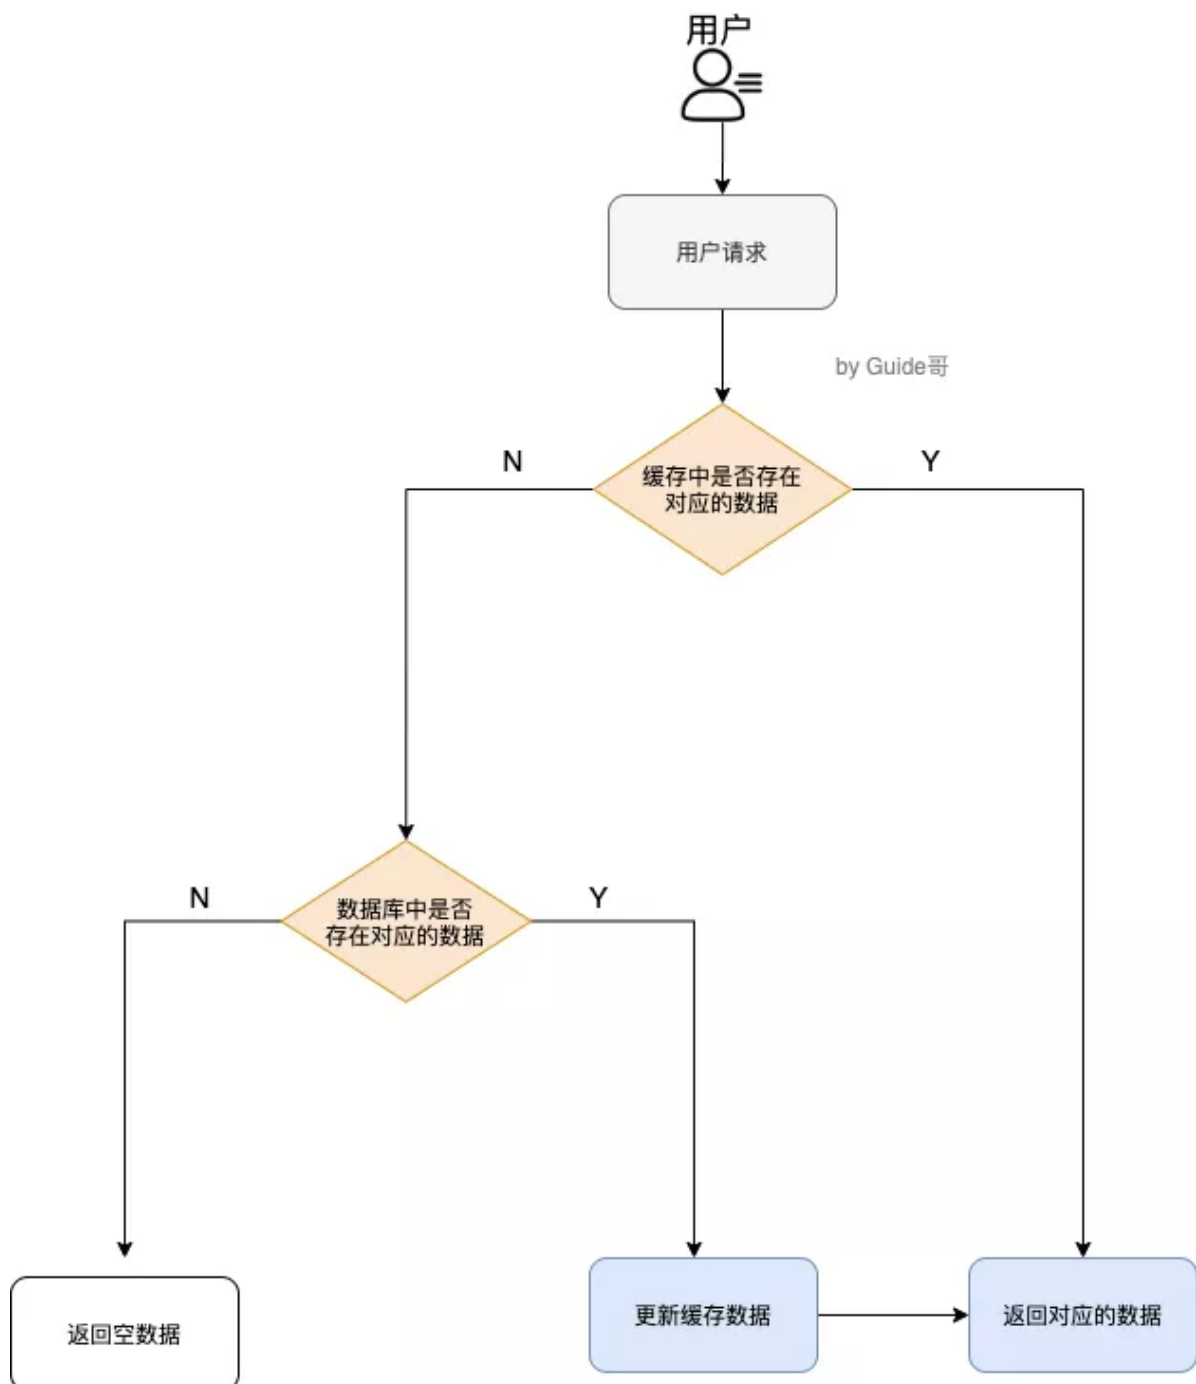 用户
用户请求
by Guide哥
N
Y
缓存中是否存在
对应的数据
N
Y
数据库中是否
存在对应的数据
返回空数据
更新缓存数据
返回对应的数据